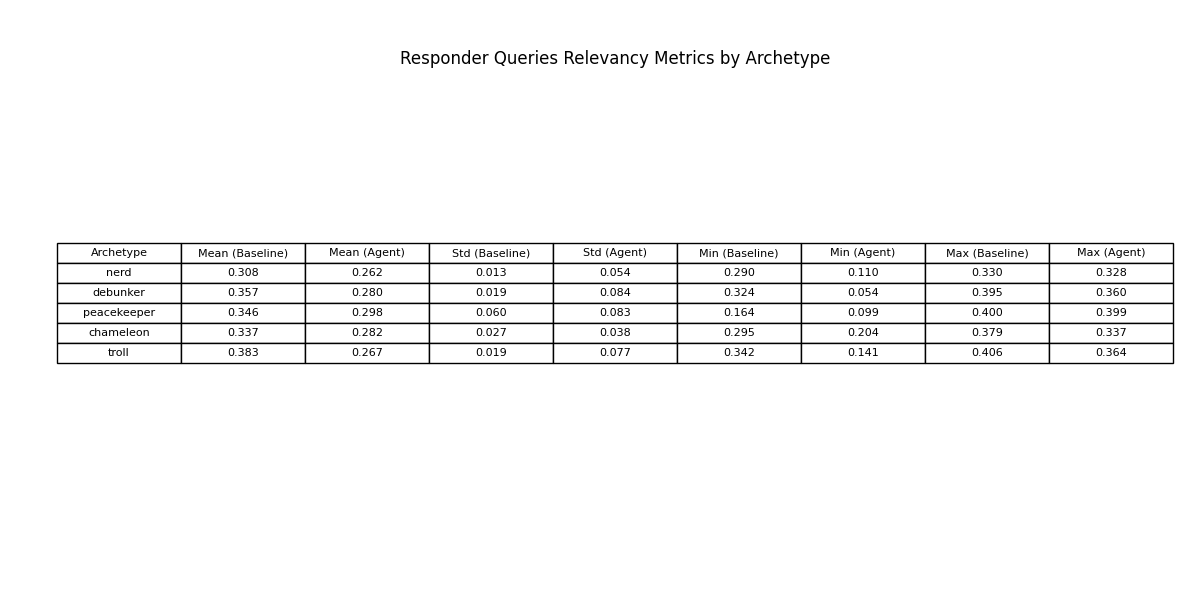 Responder Queries Relevancy Metrics by Archetype
Archetype Mean (Baseline) Mean (Agent) Std (Baseline) Std (Agent) Min (Baseline) Min (Agent) Max (Baseline) Max (Agent)
nerd 0.308 0.262 0.013 0.054 0.290 0.110 0.330 0.328
debunker 0.357 0.280 0.019 0.084 0.324 0.054 0.395 0.360
peacekeeper 0.346 0.298 0.060 0.083 0.164 0.099 0.400 0.399
chameleon 0.337 0.282 0.027 0.038 0.295 0.204 0.379 0.337
troll 0.383 0.267 0.019 0.077 0.342 0.141 0.406 0.364